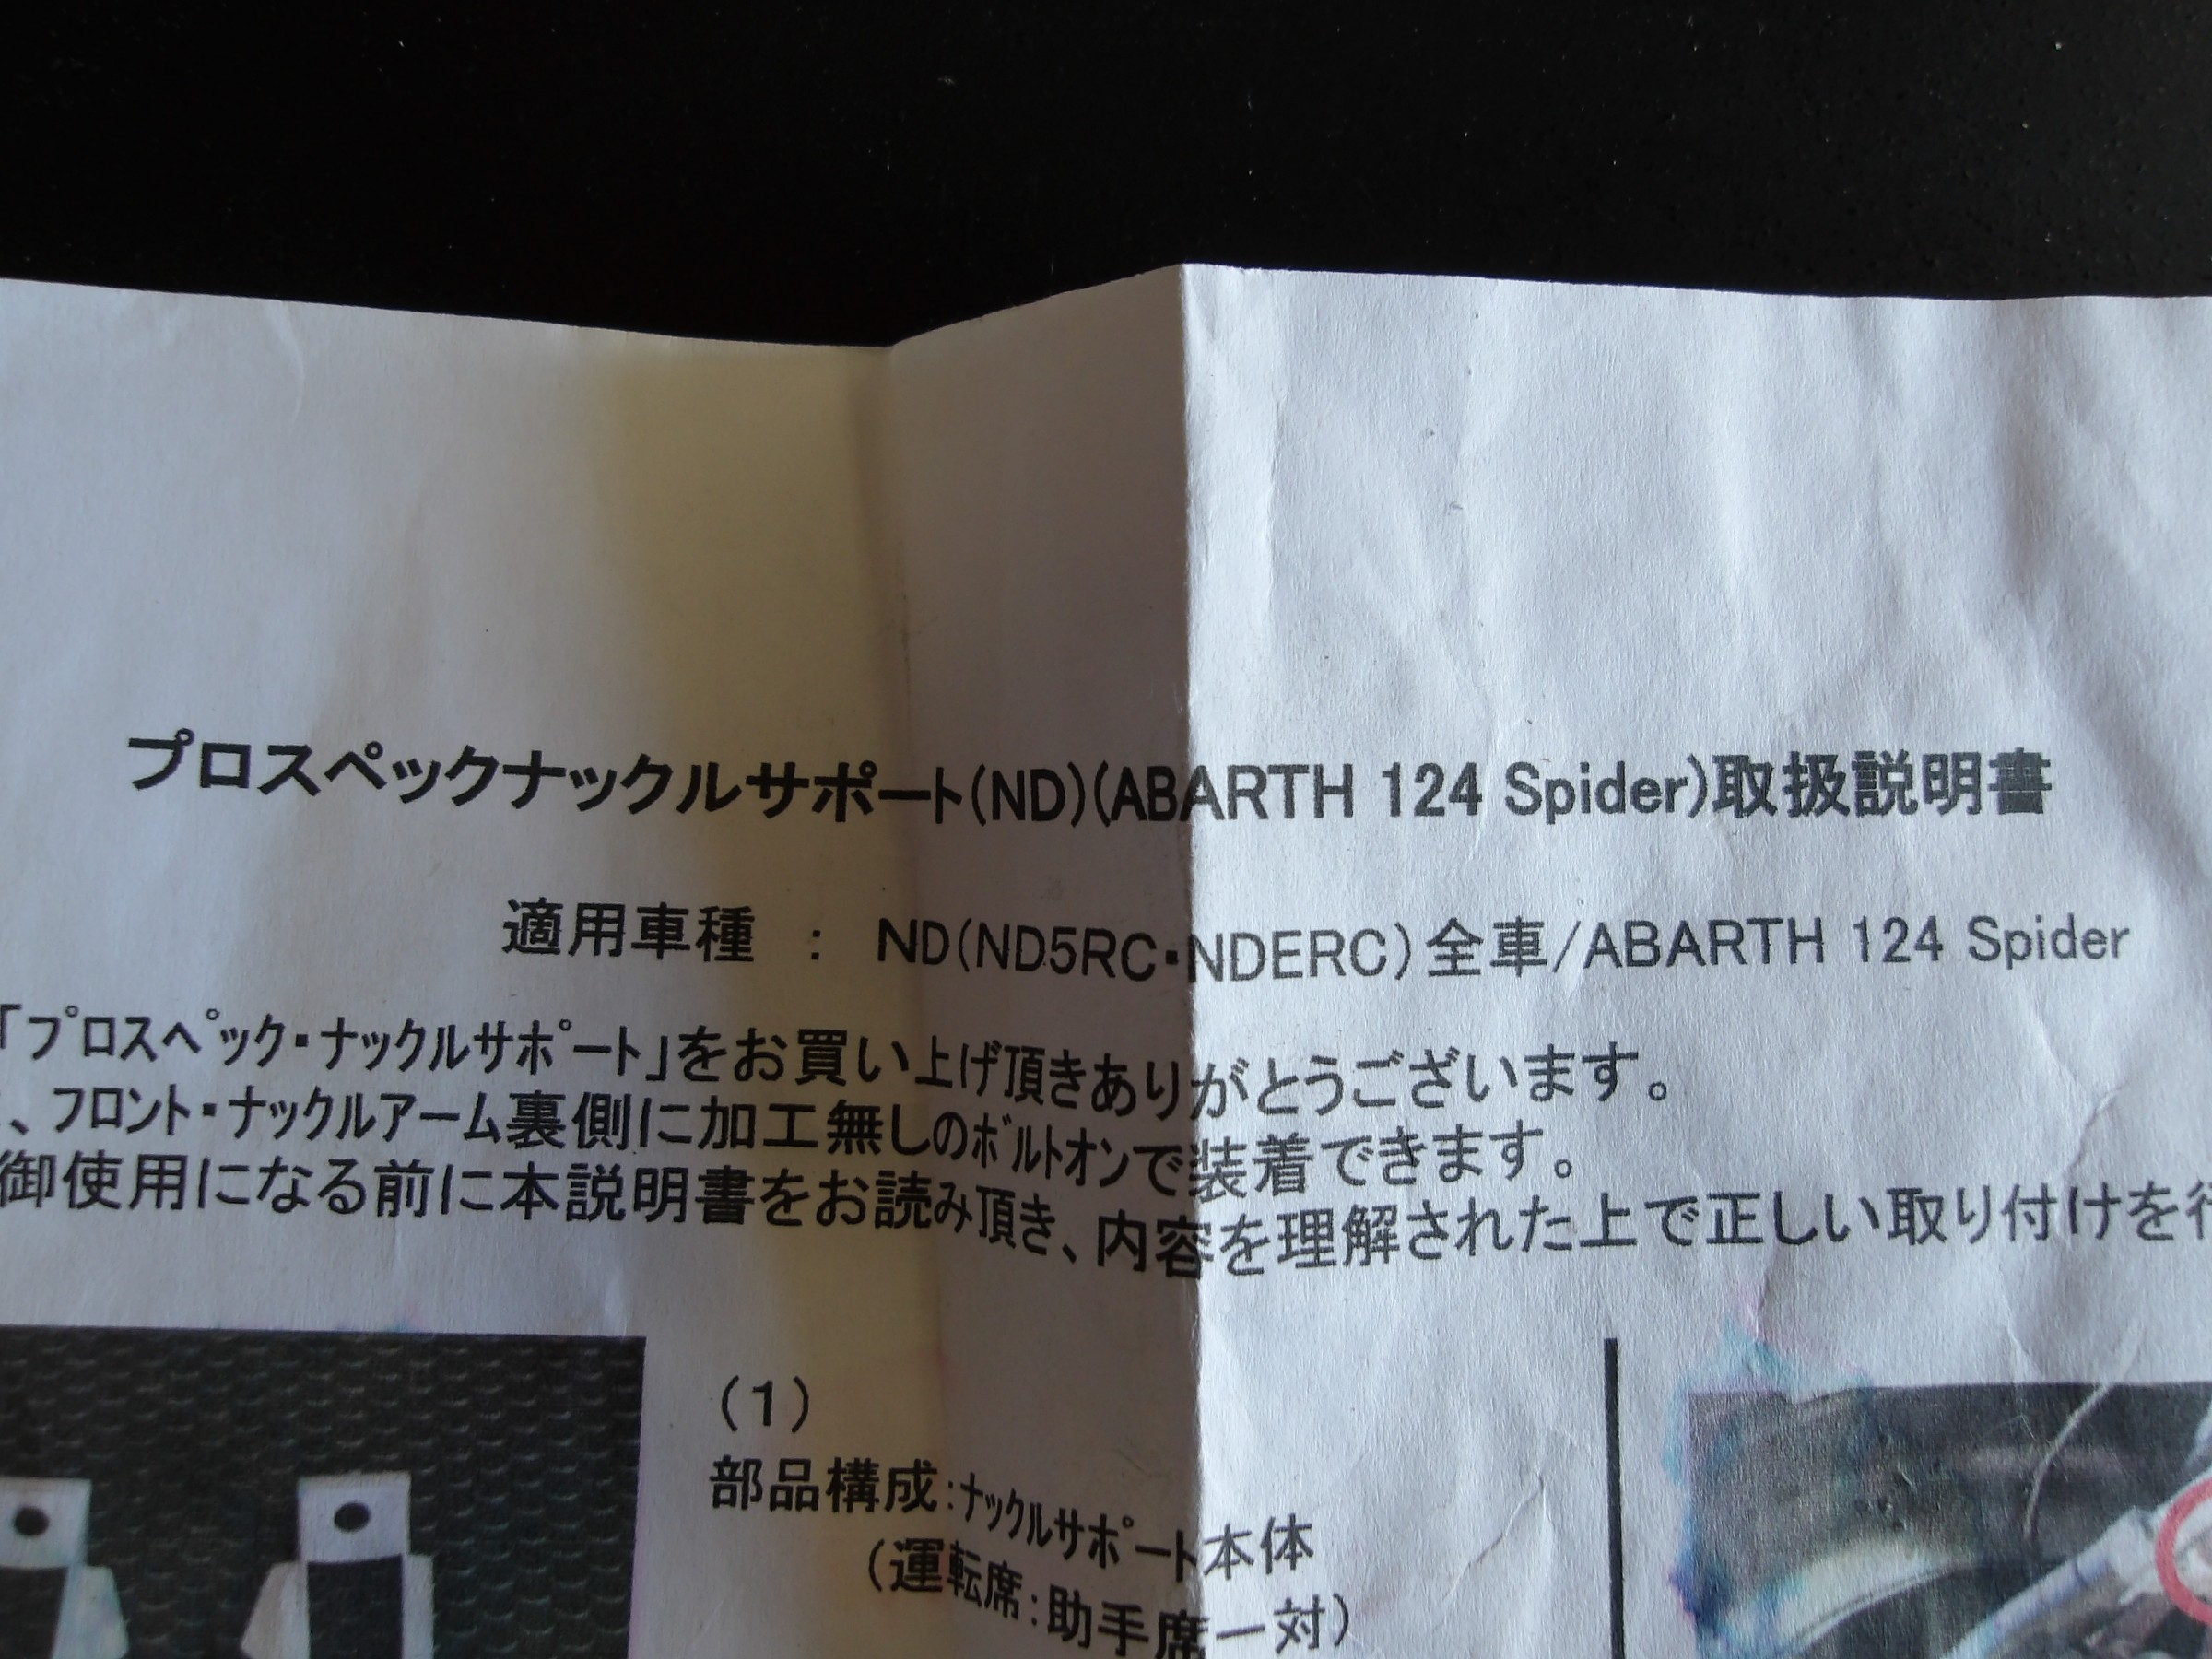 プロスペックナックルサポート(ND)(ABARTH 124 Spider)取扱説明書
適用車種 : ND(ND5RC・NDERC)全車/ABARTH 124 Spider
「ﾌﾟﾛｽﾍﾟｯｸ・ﾅｯｸﾙｻﾎﾟｰﾄ」をお買い上げ頂きありがとうございます。
、ﾌﾛﾝﾄ・ﾅｯｸﾙｱｰﾑ裏側に加工無しのﾎﾞﾙﾄｵﾝで装着できます。
御使用になる前に本説明書をお読み頂き、内容を理解された上で正しい取り付けを
(1)
部品構成:ﾅｯｸﾙｻﾎﾟｰﾄ本体
(運転席:助手席一対)